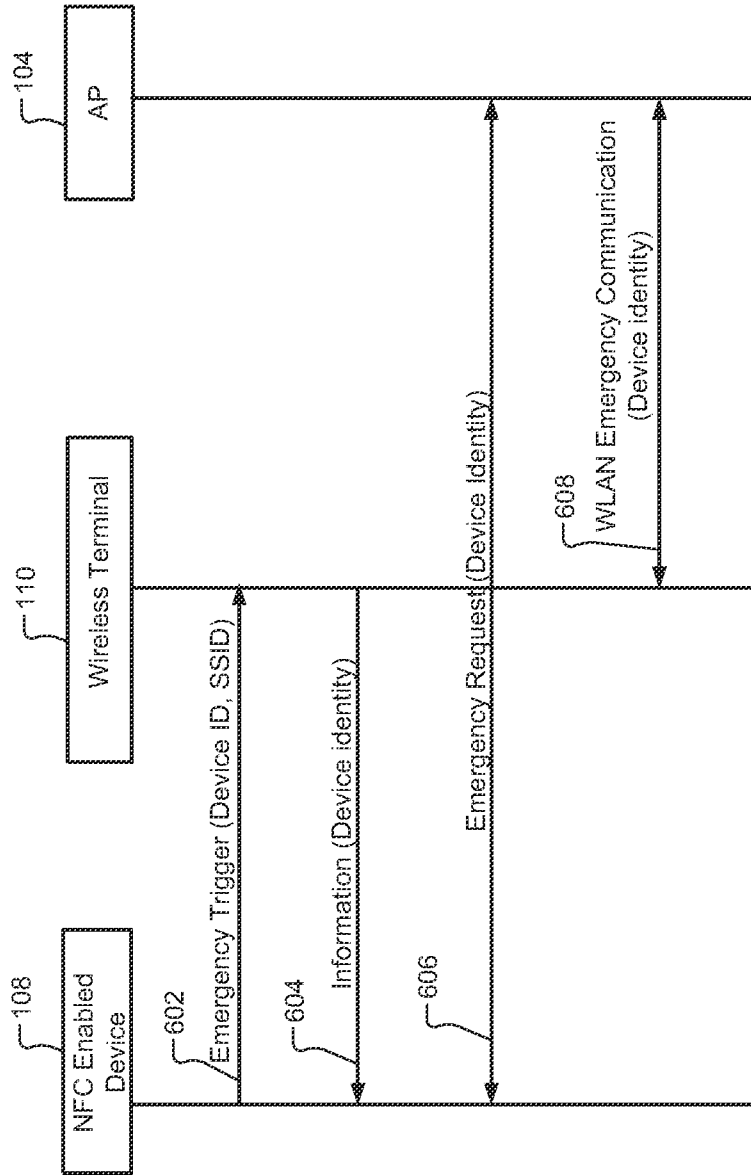 108
NFC Enabled
Device
110
Wireless Terminal
104
AP
602
Emergency Trigger (Device ID, SSID)
604
Information (Device identity)
606
Emergency Request (Device Identity)
608
WLAN Emergency Communication
(Device identity)